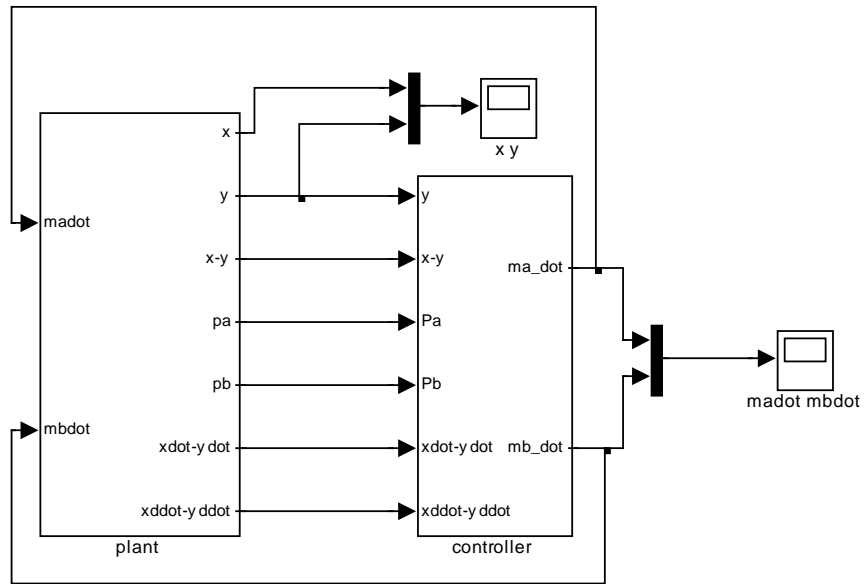 x
x y
y
y
madot
x-y
x-y
ma_dot
pa
Pa
pb
Pb
madot mbdot
mbdot
xdot-y dot
xdot-y dot
mb_dot
xddot-y ddot
xddot-y ddot
plant
controller